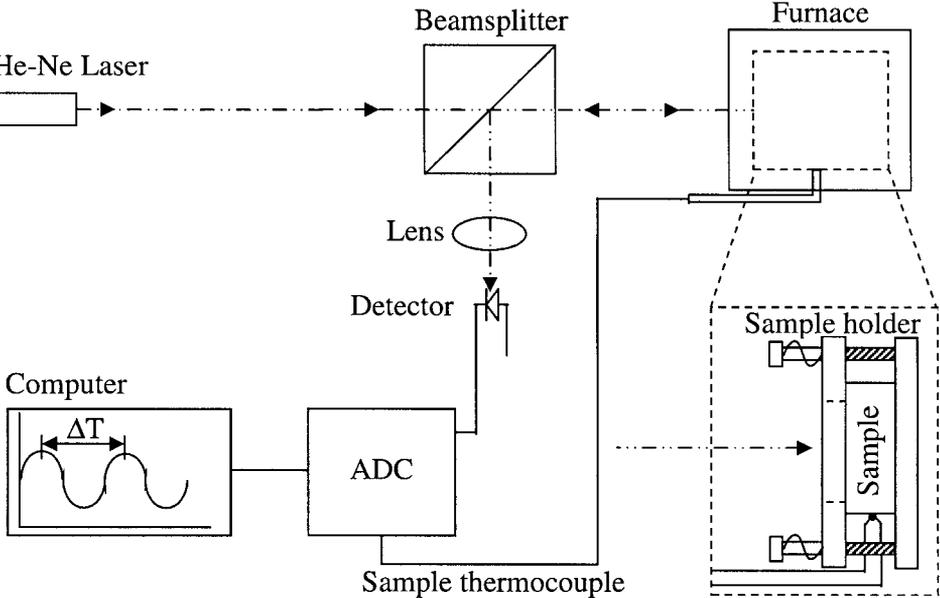 Furnace
Beamsplitter
He-Ne Laser
Lens
Detector
Sample holder
Computer
ΔT
ADC
Sample
Sample thermocouple